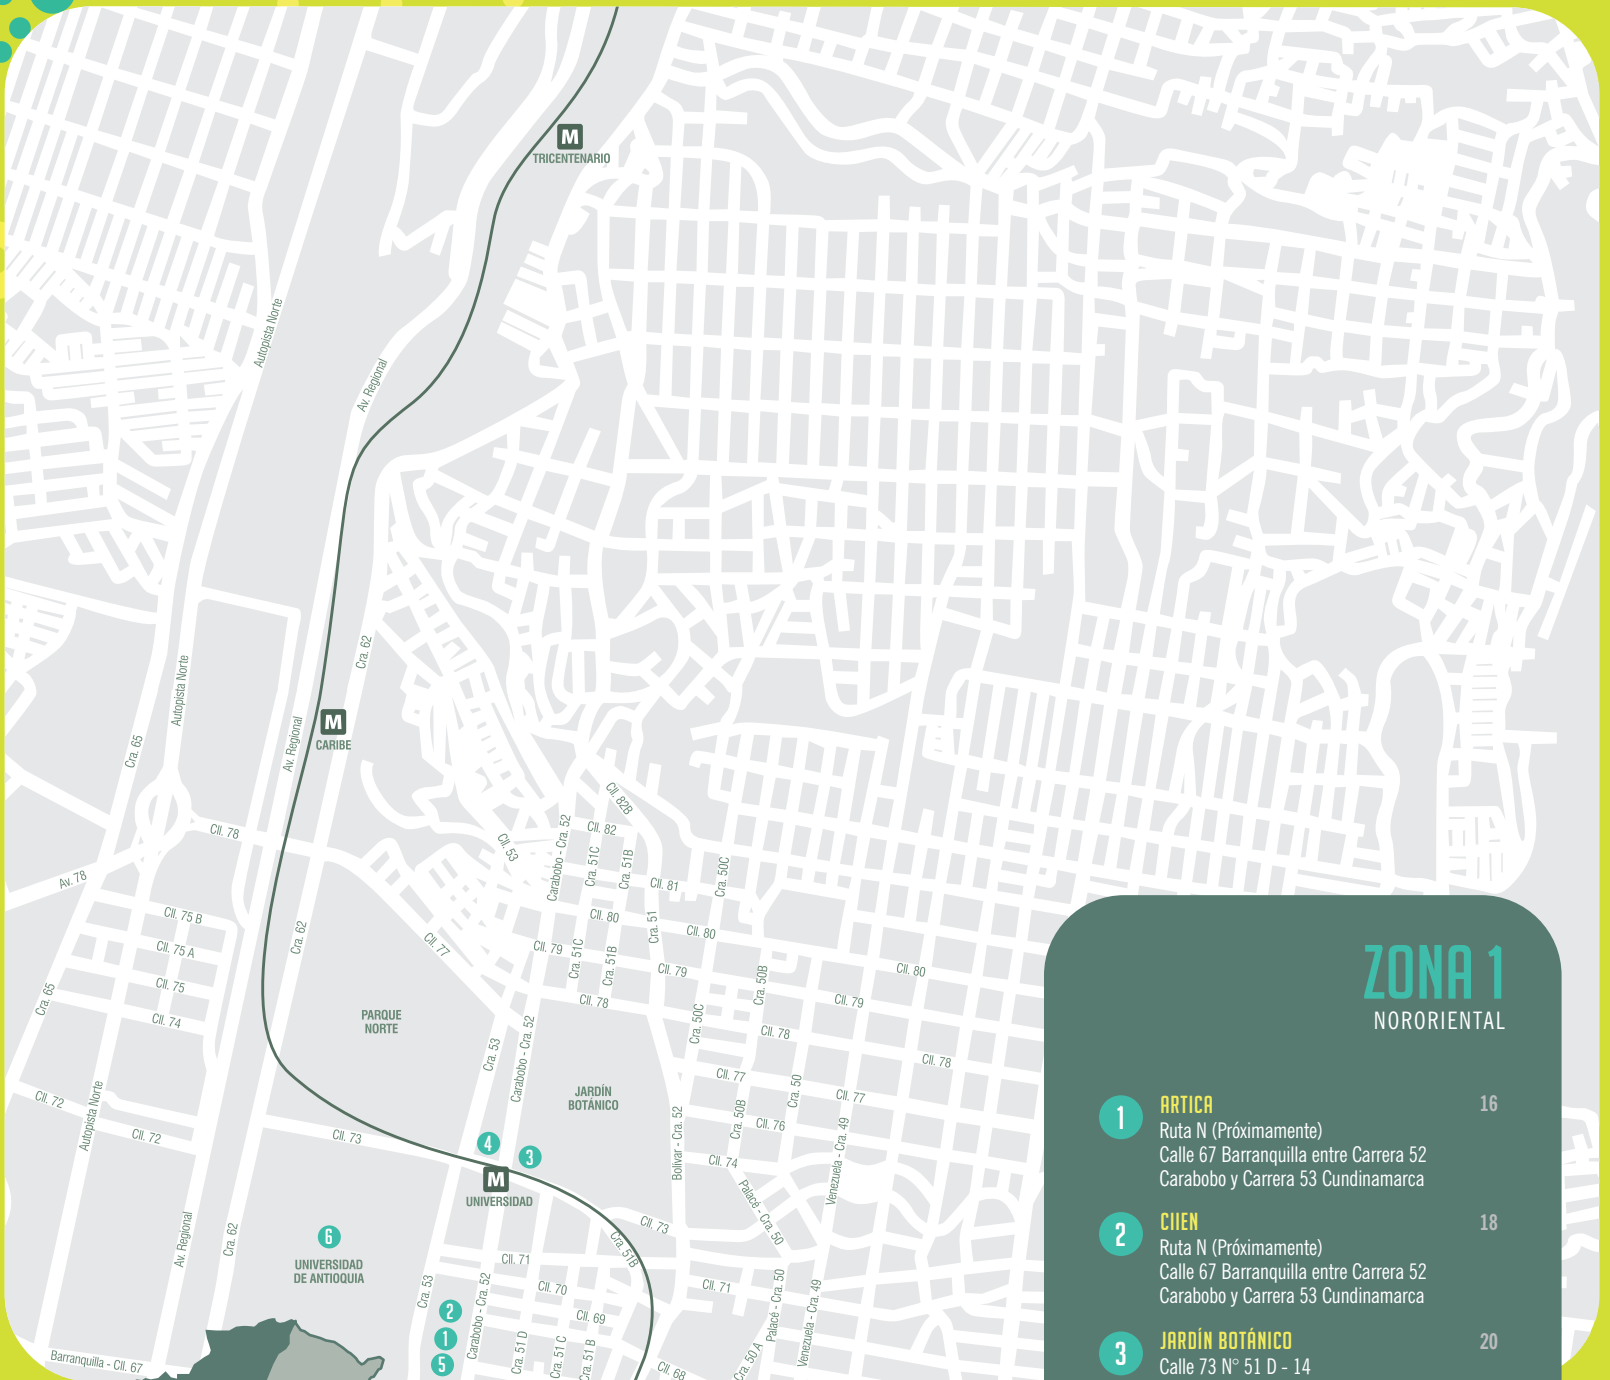 M
TRICENTENARIO
Autopista Norte
Av. Regional
Cra. 62
Autopista Norte
Cra. 65
Av. Regional
M
CARIBE
Cll. 82B
Cll. 78
Cll. 53
Carabobo - Cra. 52
Cll. 82
Cra. 51C
Cra. 51B
Cll. 81
Cra. 50C
Av. 78
Cll. 75 B
Cll. 80
Cra. 51
Cll. 80
Cra. 62
Cll. 77
Cll. 75 A
Cll. 79
Cra. 51C
Cra. 51B
Cll. 79
Cra. 50B
Cll. 80
Cll. 75
Cra. 65
Cll. 78
Cll. 79
Cll. 74
PARQUE
NORTE
Cra. 53
Carabobo - Cra. 52
Cra. 50C
Cll. 78
Cll. 78
Cll. 77
Cra. 50
Cll. 77
JARDÍN
BOTÁNICO
Cll. 72
Autopista Norte
Cll. 72
Cll. 73
Bolivar - Cra. 52
Cra. 50B
Cll. 76
Venezuela - Cra. 49
4
3
Cll. 74
M
UNIVERSIDAD
Palacé - Cra. 50
Av. Regional
Cra. 62
6
UNIVERSIDAD
DE ANTIOQUIA
Cll. 73
Cra. 51B
Cll. 71
Cll. 71
Cra. 53
Carabobo - Cra. 52
Cll. 70
Cll. 69
Palacé - Cra. 50
Venezuela - Cra. 49
2
1
5
Cra. 51 D
Cra. 51 C
Cra. 51 B
Cll. 68
Cra. 50 A
Barranquilla - Cll. 67
ZONA 1
NORORIENTAL
1
ARTICA 16
Ruta N (Próximamente)
Calle 67 Barranquilla entre Carrera 52
Carabobo y Carrera 53 Cundinamarca
2
CIIEN 18
Ruta N (Próximamente)
Calle 67 Barranquilla entre Carrera 52
Carabobo y Carrera 53 Cundinamarca
3
JARDÍN BOTÁNICO 20
Calle 73 N° 51 D - 14